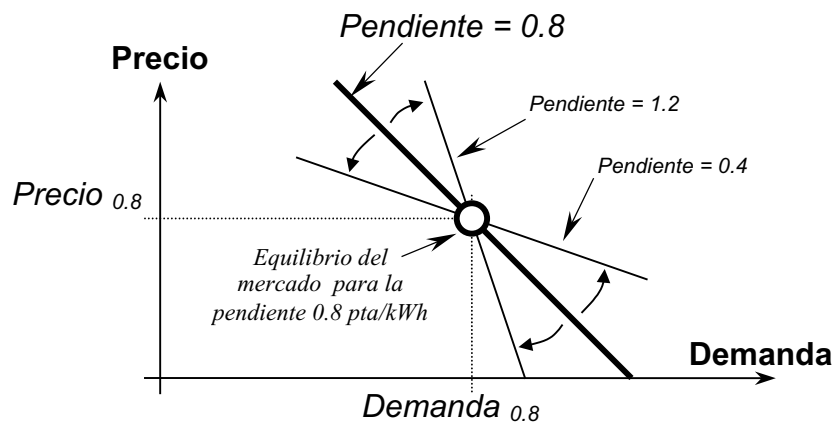 Pendiente = 0.8
Precio
Pendiente = 1.2
Pendiente = 0.4
Precio 0.8
Equilibrio del
mercado para la
pendiente 0.8 pta/kWh
Demanda
Demanda 0.8